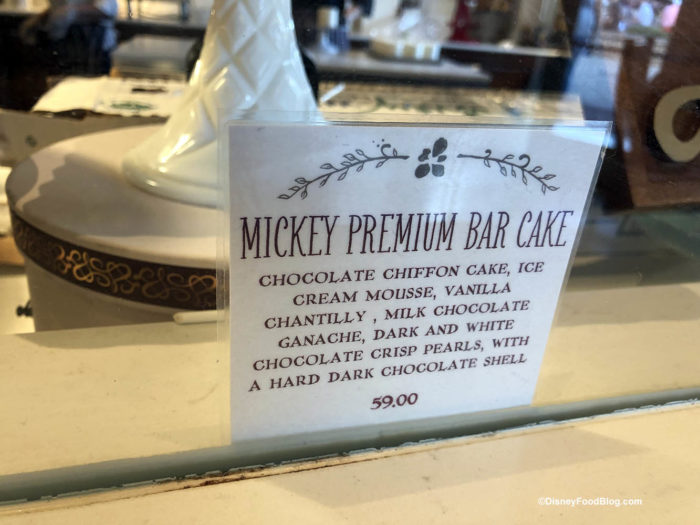 MICKEY PREMIUM BAR CAKE
CHOCOLATE CHIFFON CAKE, ICE
CREAM MOUSSE, VANILLA
CHANTILLY , MILK CHOCOLATE
GANACHE, DARK AND WHITE
CHOCOLATE CRISP PEARLS, WITH
A HARD DARK CHOCOLATE SHELL
59.00
©DisneyFoodBlog.com